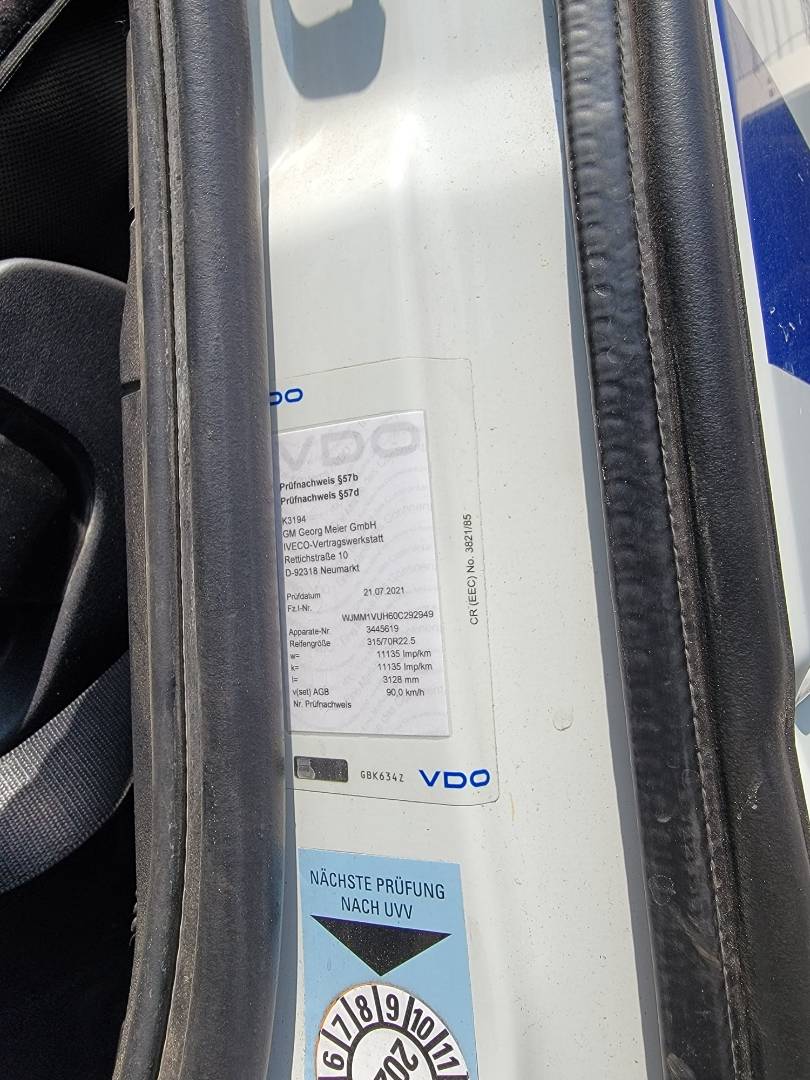 VDO
Prüfnachweis §57b
Prüfnachweis §57d
K3194
GM Georg Meier GmbH
IVECO-Vertragswerkstatt
Rettichstraße 10
D-92318 Neumarkt
Prüfdatum 21.07.2021
Fz.I-Nr.
WJMM1VUH60C292949
Apparate-Nr. 3445619
Reifengröße 315/70R22.5
w= 11135 Imp/km
k= 11135 Imp/km
l= 3128 mm
v(set) AGB 90,0 km/h
Nr. Prüfnachweis
CR (EEC) No. 3821/85
GBK6342 VDO
NÄCHSTE PRÜFUNG
NACH UVV
6 7 8 9 10 11